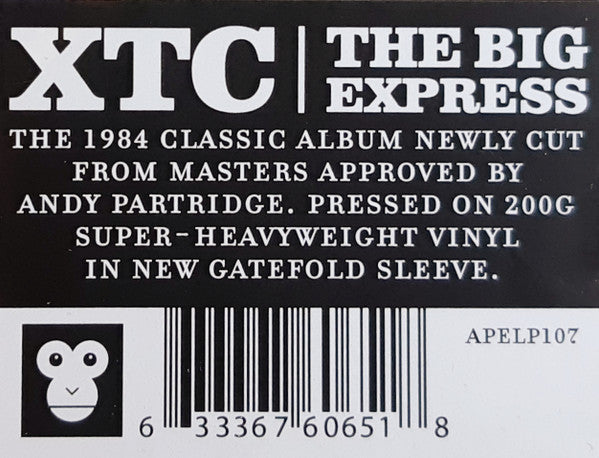 XTC | THE BIG
EXPRESS
THE 1984 CLASSIC ALBUM NEWLY CUT
FROM MASTERS APPROVED BY
ANDY PARTRIDGE. PRESSED ON 200G
SUPER-HEAVYWEIGHT VINYL
IN NEW GATEFOLD SLEEVE.
APELP107
6 33367 60651 8